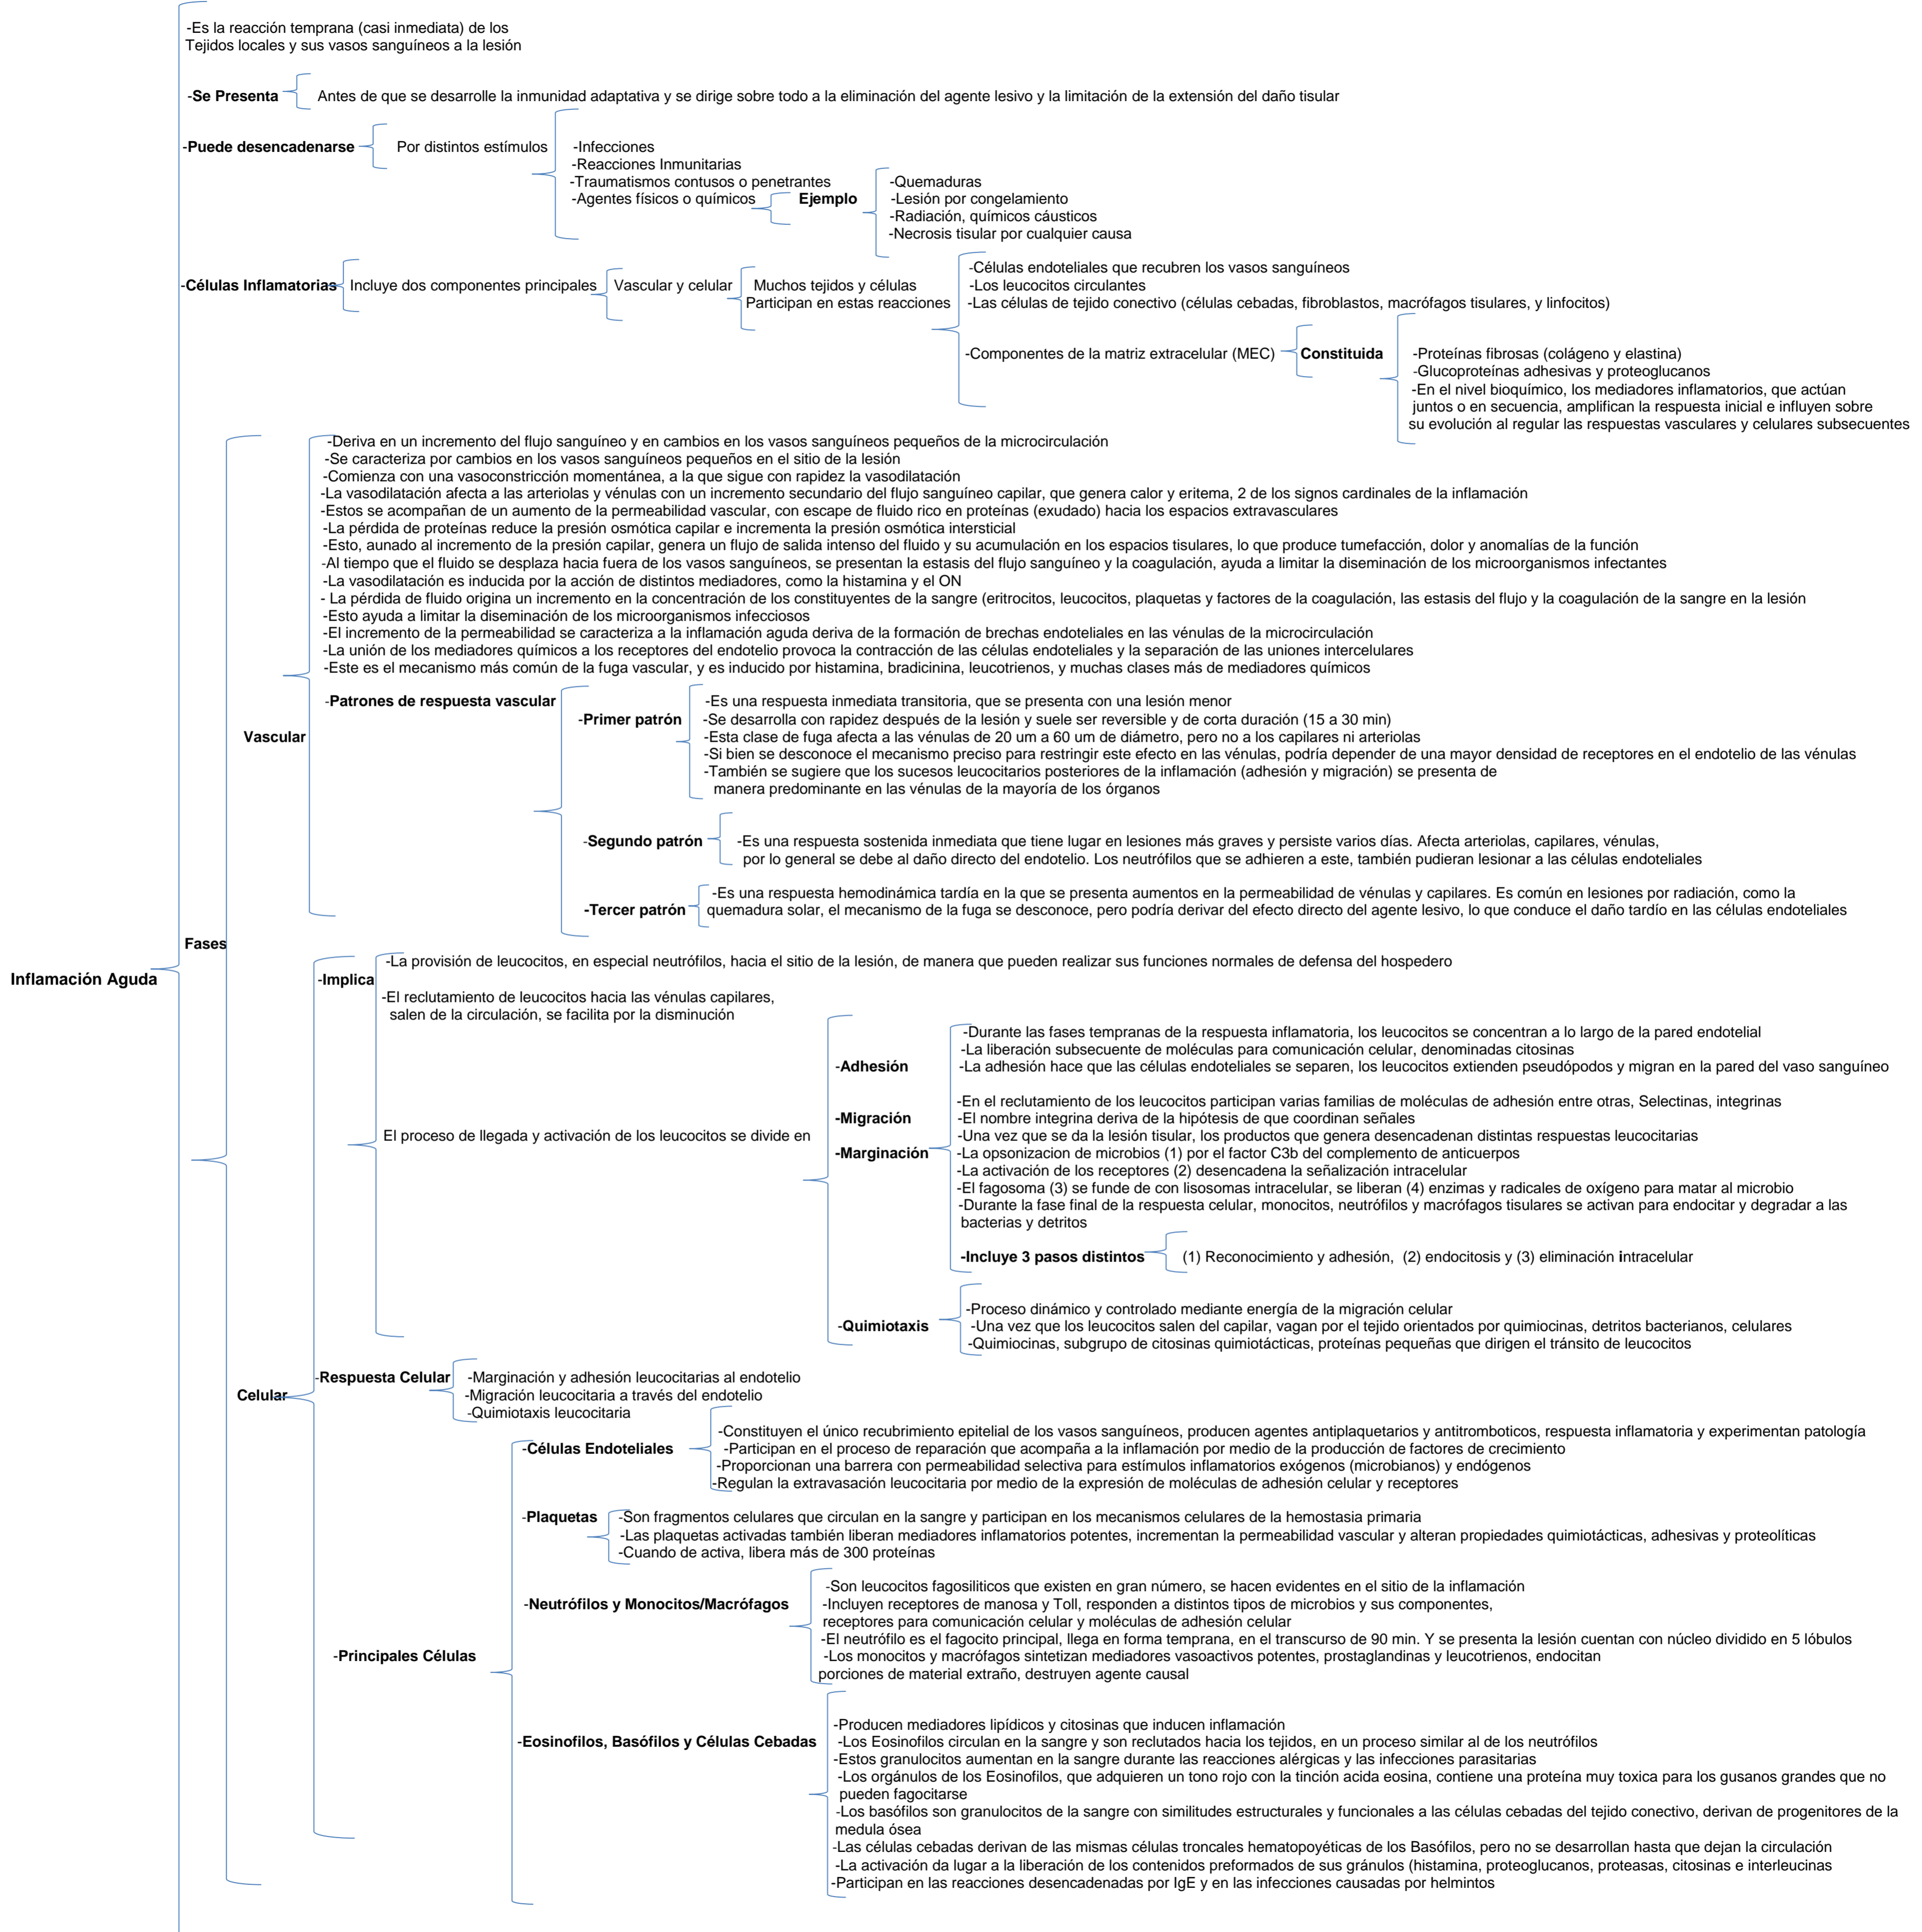 -Es la reacción temprana (casi inmediata) de los
Tejidos locales y sus vasos sanguíneos a la lesión
-Se Presenta
Antes de que se desarrolle la inmunidad adaptativa y se dirige sobre todo a la eliminación del agente lesivo y la limitación de la extensión del daño tisular
-Puede desencadenarse
Por distintos estímulos
-Infecciones
-Reacciones Inmunitarias
-Traumatismos contusos o penetrantes
-Agentes físicos o químicos
Ejemplo
-Quemaduras
-Lesión por congelamiento
-Radiación, químicos cáusticos
-Necrosis tisular por cualquier causa
-Células Inflamatorias
Incluye dos componentes principales
Vascular y celular
Muchos tejidos y células
Participan en estas reacciones
-Células endoteliales que recubren los vasos sanguíneos
-Los leucocitos circulantes
-Las células de tejido conectivo (células cebadas, fibroblastos, macrófagos tisulares, y linfocitos)
-Componentes de la matriz extracelular (MEC)
Constituida
-Proteínas fibrosas (colágeno y elastina)
-Glucoproteínas adhesivas y proteoglucanos
-En el nivel bioquímico, los mediadores inflamatorios, que actúan
juntos o en secuencia, amplifican la respuesta inicial e influyen sobre
su evolución al regular las respuestas vasculares y celulares subsecuentes
Inflamación Aguda
Fases
Vascular
-Deriva en un incremento del flujo sanguíneo y en cambios en los vasos sanguíneos pequeños de la microcirculación
-Se caracteriza por cambios en los vasos sanguíneos pequeños en el sitio de la lesión
-Comienza con una vasoconstricción momentánea, a la que sigue con rapidez la vasodilatación
-La vasodilatación afecta a las arteriolas y vénulas con un incremento secundario del flujo sanguíneo capilar, que genera calor y eritema, 2 de los signos cardinales de la inflamación
-Estos se acompañan de un aumento de la permeabilidad vascular, con escape de fluido rico en proteínas (exudado) hacia los espacios extravasculares
-La pérdida de proteínas reduce la presión osmótica capilar e incrementa la presión osmótica intersticial
-Esto, aunado al incremento de la presión capilar, genera un flujo de salida intenso del fluido y su acumulación en los espacios tisulares, lo que produce tumefacción, dolor y anomalías de la función
-Al tiempo que el fluido se desplaza hacia fuera de los vasos sanguíneos, se presentan la estasis del flujo sanguíneo y la coagulación, ayuda a limitar la diseminación de los microorganismos infectantes
-La vasodilatación es inducida por la acción de distintos mediadores, como la histamina y el ON
- La pérdida de fluido origina un incremento en la concentración de los constituyentes de la sangre (eritrocitos, leucocitos, plaquetas y factores de la coagulación, las estasis del flujo y la coagulación de la sangre en la lesión
-Esto ayuda a limitar la diseminación de los microorganismos infecciosos
-El incremento de la permeabilidad se caracteriza a la inflamación aguda deriva de la formación de brechas endoteliales en las vénulas de la microcirculación
-La unión de los mediadores químicos a los receptores del endotelio provoca la contracción de las células endoteliales y la separación de las uniones intercelulares
-Este es el mecanismo más común de la fuga vascular, y es inducido por histamina, bradicinina, leucotrienos, y muchas clases más de mediadores químicos
-Patrones de respuesta vascular
-Primer patrón
-Es una respuesta inmediata transitoria, que se presenta con una lesión menor
-Se desarrolla con rapidez después de la lesión y suele ser reversible y de corta duración (15 a 30 min)
-Esta clase de fuga afecta a las vénulas de 20 um a 60 um de diámetro, pero no a los capilares ni arteriolas
-Si bien se desconoce el mecanismo preciso para restringir este efecto en las vénulas, podría depender de una mayor densidad de receptores en el endotelio de las vénulas
-También se sugiere que los sucesos leucocitarios posteriores de la inflamación (adhesión y migración) se presenta de
manera predominante en las vénulas de la mayoría de los órganos
-Segundo patrón
-Es una respuesta sostenida inmediata que tiene lugar en lesiones más graves y persiste varios días. Afecta arteriolas, capilares, vénulas,
por lo general se debe al daño directo del endotelio. Los neutrófilos que se adhieren a este, también pudieran lesionar a las células endoteliales
-Tercer patrón
-Es una respuesta hemodinámica tardía en la que se presenta aumentos en la permeabilidad de vénulas y capilares. Es común en lesiones por radiación, como la
quemadura solar, el mecanismo de la fuga se desconoce, pero podría derivar del efecto directo del agente lesivo, lo que conduce el daño tardío en las células endoteliales
Celular
-Implica
-La provisión de leucocitos, en especial neutrófilos, hacia el sitio de la lesión, de manera que pueden realizar sus funciones normales de defensa del hospedero
-El reclutamiento de leucocitos hacia las vénulas capilares,
salen de la circulación, se facilita por la disminución
El proceso de llegada y activación de los leucocitos se divide en
-Adhesión
-Migración
-Marginación
-Durante las fases tempranas de la respuesta inflamatoria, los leucocitos se concentran a lo largo de la pared endotelial
-La liberación subsecuente de moléculas para comunicación celular, denominadas citosinas
-La adhesión hace que las células endoteliales se separen, los leucocitos extienden pseudópodos y migran en la pared del vaso sanguíneo
-En el reclutamiento de los leucocitos participan varias familias de moléculas de adhesión entre otras, Selectinas, integrinas
-El nombre integrina deriva de la hipótesis de que coordinan señales
-Una vez que se da la lesión tisular, los productos que genera desencadenan distintas respuestas leucocitarias
-La opsonizacion de microbios (1) por el factor C3b del complemento de anticuerpos
-La activación de los receptores (2) desencadena la señalización intracelular
-El fagosoma (3) se funde de con lisosomas intracelular, se liberan (4) enzimas y radicales de oxígeno para matar al microbio
-Durante la fase final de la respuesta celular, monocitos, neutrófilos y macrófagos tisulares se activan para endocitar y degradar a las
bacterias y detritos
-Incluye 3 pasos distintos
(1) Reconocimiento y adhesión, (2) endocitosis y (3) eliminación intracelular
-Quimiotaxis
-Proceso dinámico y controlado mediante energía de la migración celular
-Una vez que los leucocitos salen del capilar, vagan por el tejido orientados por quimiocinas, detritos bacterianos, celulares
-Quimiocinas, subgrupo de citosinas quimiotácticas, proteínas pequeñas que dirigen el tránsito de leucocitos
-Respuesta Celular
-Marginación y adhesión leucocitarias al endotelio
-Migración leucocitaria a través del endotelio
-Quimiotaxis leucocitaria
-Principales Células
-Células Endoteliales
-Constituyen el único recubrimiento epitelial de los vasos sanguíneos, producen agentes antiplaquetarios y antitromboticos, respuesta inflamatoria y experimentan patología
-Participan en el proceso de reparación que acompaña a la inflamación por medio de la producción de factores de crecimiento
-Proporcionan una barrera con permeabilidad selectiva para estímulos inflamatorios exógenos (microbianos) y endógenos
-Regulan la extravasación leucocitaria por medio de la expresión de moléculas de adhesión celular y receptores
-Plaquetas
-Son fragmentos celulares que circulan en la sangre y participan en los mecanismos celulares de la hemostasia primaria
-Las plaquetas activadas también liberan mediadores inflamatorios potentes, incrementan la permeabilidad vascular y alteran propiedades quimiotácticas, adhesivas y proteolíticas
-Cuando de activa, libera más de 300 proteínas
-Neutrófilos y Monocitos/Macrófagos
-Son leucocitos fagosiliticos que existen en gran número, se hacen evidentes en el sitio de la inflamación
-Incluyen receptores de manosa y Toll, responden a distintos tipos de microbios y sus componentes,
receptores para comunicación celular y moléculas de adhesión celular
-El neutrófilo es el fagocito principal, llega en forma temprana, en el transcurso de 90 min. Y se presenta la lesión cuentan con núcleo dividido en 5 lóbulos
-Los monocitos y macrófagos sintetizan mediadores vasoactivos potentes, prostaglandinas y leucotrienos, endocitan
porciones de material extraño, destruyen agente causal
-Eosinofilos, Basófilos y Células Cebadas
-Producen mediadores lipídicos y citosinas que inducen inflamación
-Los Eosinofilos circulan en la sangre y son reclutados hacia los tejidos, en un proceso similar al de los neutrófilos
-Estos granulocitos aumentan en la sangre durante las reacciones alérgicas y las infecciones parasitarias
-Los orgánulos de los Eosinofilos, que adquieren un tono rojo con la tinción acida eosina, contiene una proteína muy toxica para los gusanos grandes que no
pueden fagocitarse
-Los basófilos son granulocitos de la sangre con similitudes estructurales y funcionales a las células cebadas del tejido conectivo, derivan de progenitores de la
medula ósea
-Las células cebadas derivan de las mismas células troncales hematopoyéticas de los Basófilos, pero no se desarrollan hasta que dejan la circulación
-La activación da lugar a la liberación de los contenidos preformados de sus gránulos (histamina, proteoglucanos, proteasas, citosinas e interleucinas
-Participan en las reacciones desencadenadas por IgE y en las infecciones causadas por helmintos